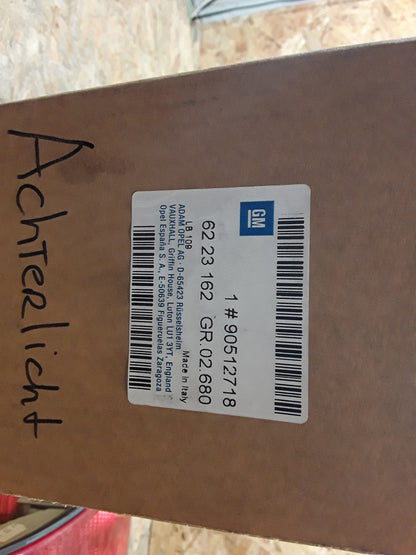 GM
1 # 90512718
62 23 162 GR.02.680
LB 109 Made in Italy
ADAM OPEL AG · D-65423 Rüsselsheim
VAUXHALL, Griffin House, Luton LU1 3YT, England
Opel España S. A., E-50639 Figueruelas Zaragoza
Achterlicht